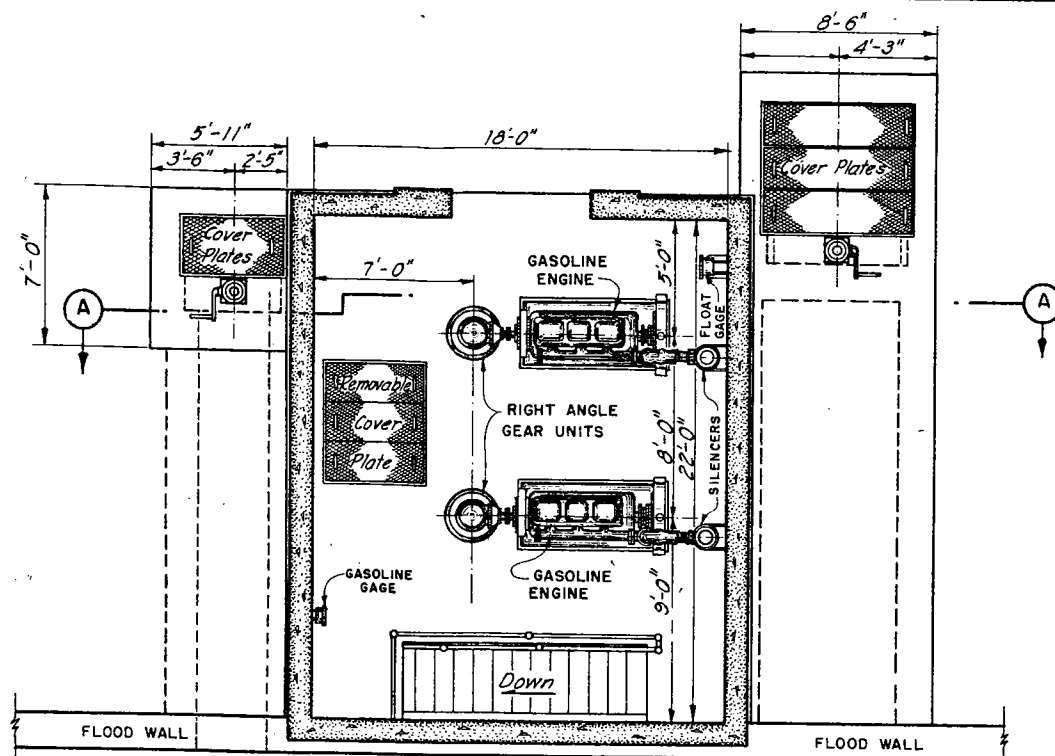 8'-6"
4'-3"
5'-11"
3'-6"
2'-5"
18'-0"
Cover Plates
Cover
Plates
7'-0"
7'-0"
GASOLINE
ENGINE
5'-0"
FLOAT
GAGE
A
A
Removable
Cover
Plate
RIGHT ANGLE
GEAR UNITS
8'-0"
22'-0"
SILENCERS
GASOLINE
GAGE
GASOLINE
ENGINE
9'-0"
Down
FLOOD WALL
FLOOD WALL